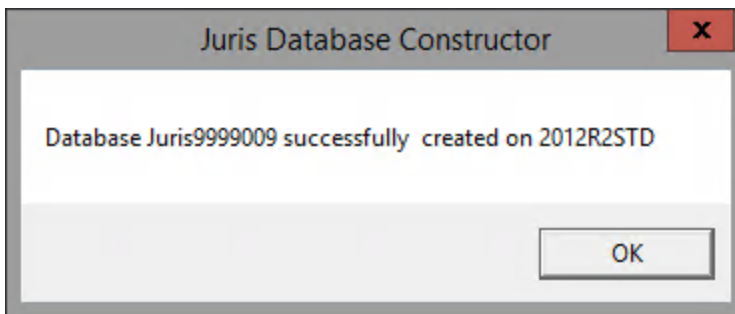 Juris Database Constructor
x
Database Juris9999009 successfully  created on 2012R2STD
OK